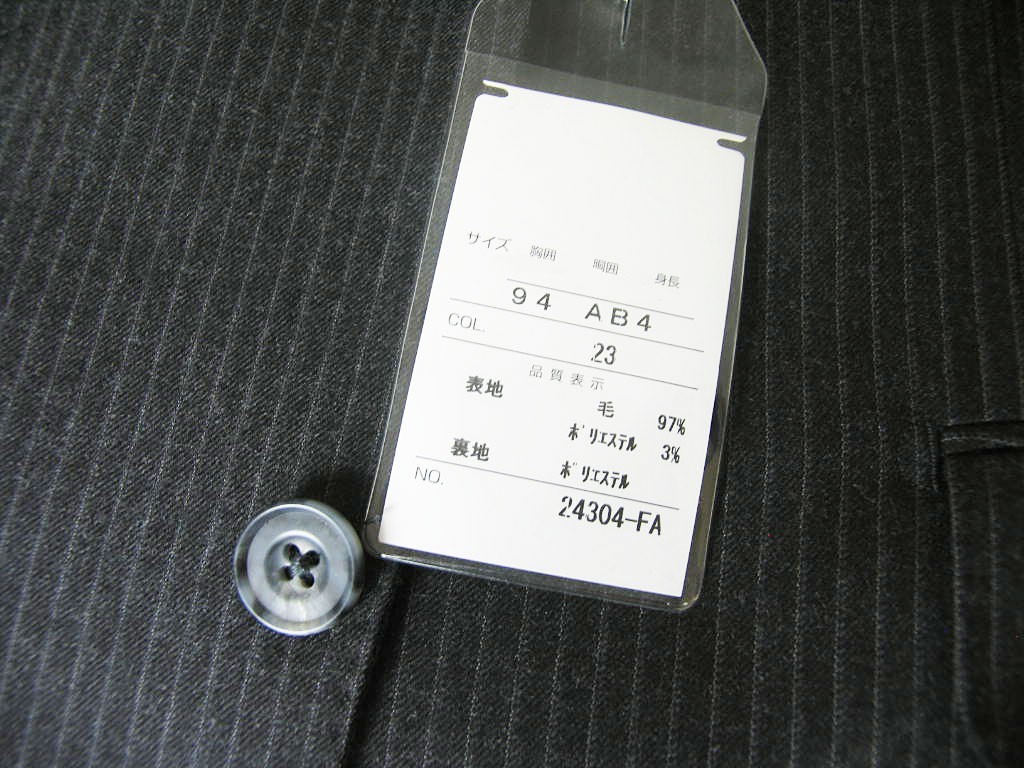 サイズ 胸囲 胴囲 身長
94 AB4
COL. 23
品質表示
表地 毛 97%
ポリエステル 3%
裏地 ポリエステル
NO. 24304-FA